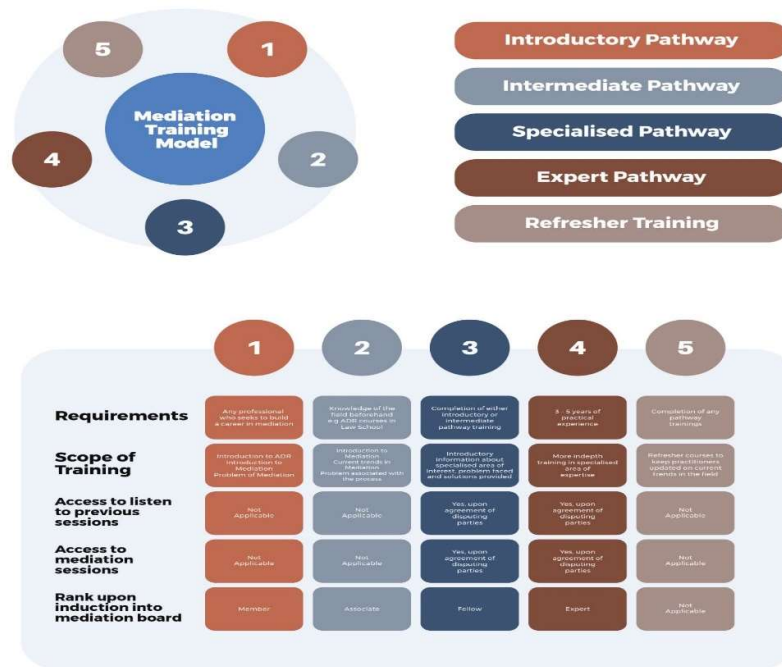 5
1
Mediation
Training
Model
4
2
3
Introductory Pathway
Intermediate Pathway
Specialised Pathway
Expert Pathway
Refresher Training
1
2
3
4
5
Requirements
Any professional
who seeks to build
a career in mediation
Knowledge of the
field beforehand
e.g ADR courses in
Law School
Completion of either
introductory or
intermediate
pathway training
3 - 5 years of
practical
experience
Completion of any
pathway
trainings
Scope of
Training
Introduction to ADR
Introduction to
Mediation
Problem of Mediation
Introduction to
Mediation
Current trends in
Mediation
Problem associated with
the process
Introductory
information about
specialised area of
interest, problem faced
and solutions provided
More indepth
training in specialised
area of
expertise
Refresher courses to
keep practitioners
updated on current
trends in the field
Access to listen
to previous
sessions
Not
Applicable
Not
Applicable
Yes, upon
agreement of
disputing
parties
Yes, upon
agreement of
disputing
parties
Not
Applicable
Access to
mediation
sessions
Not
Applicable
Not
Applicable
Yes, upon
agreement of
disputing
parties
Yes, upon
agreement of
disputing
parties
Not
Applicable
Rank upon
induction into
mediation board
Member
Associate
Fellow
Expert
Not
Applicable